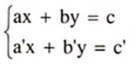 ax + by = c
a'x + b'y = c'